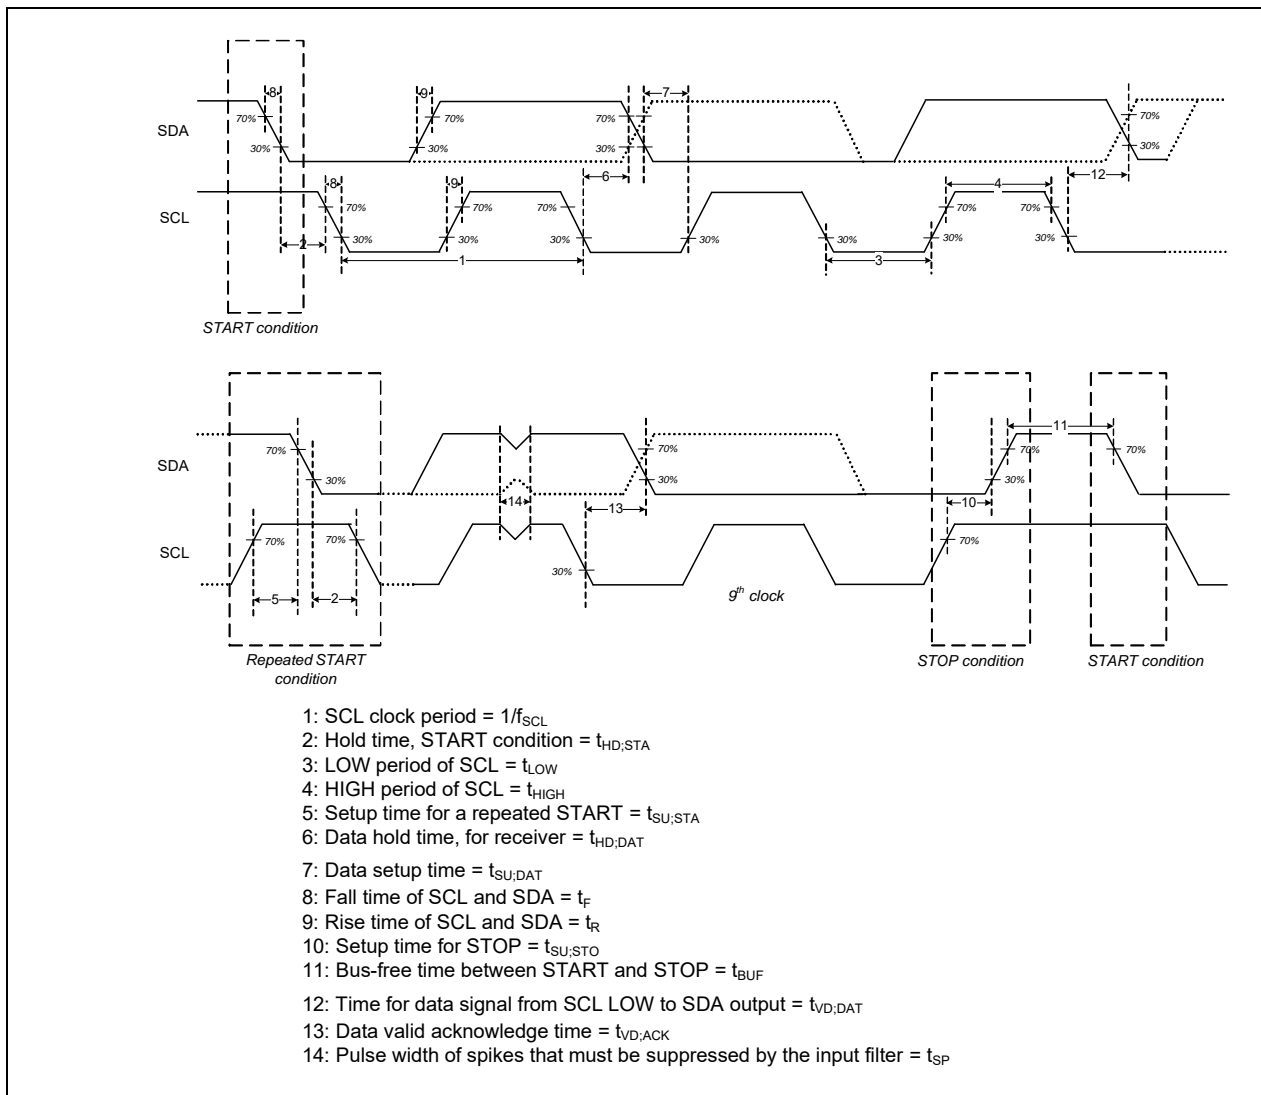 8
9
7
SDA
70%
70%
70%
70%
30%
30%
30%
30%
6
12
8
9
4
SCL
70%
70%
70%
70%
70%
30%
30%
30%
30%
30%
30%
30%
2
1
3
START condition
11
SDA
70%
70%
70%
70%
30%
30%
30%
14
13
10
SCL
70%
70%
70%
30%
5
2
9th clock
Repeated START
condition
STOP condition
START condition
1: SCL clock period = 1/fSCL
2: Hold time, START condition = tHD;STA
3: LOW period of SCL = tLOW
4: HIGH period of SCL = tHIGH
5: Setup time for a repeated START = tSU;STA
6: Data hold time, for receiver = tHD;DAT
7: Data setup time = tSU;DAT
8: Fall time of SCL and SDA = tF
9: Rise time of SCL and SDA = tR
10: Setup time for STOP = tSU;STO
11: Bus-free time between START and STOP = tBUF
12: Time for data signal from SCL LOW to SDA output = tVD;DAT
13: Data valid acknowledge time = tVD;ACK
14: Pulse width of spikes that must be suppressed by the input filter = tSP